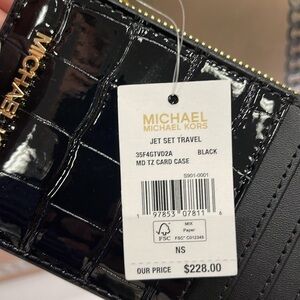 MICHAEL
MICHAEL
MICHAEL KORS
JET SET TRAVEL
35F4GTVD2A BLACK
MD TZ CARD CASE
S901-0001
1 97853 07811 6
FSC
MIX
Paper
FSC® C012345
NS
OUR PRICE $228.00